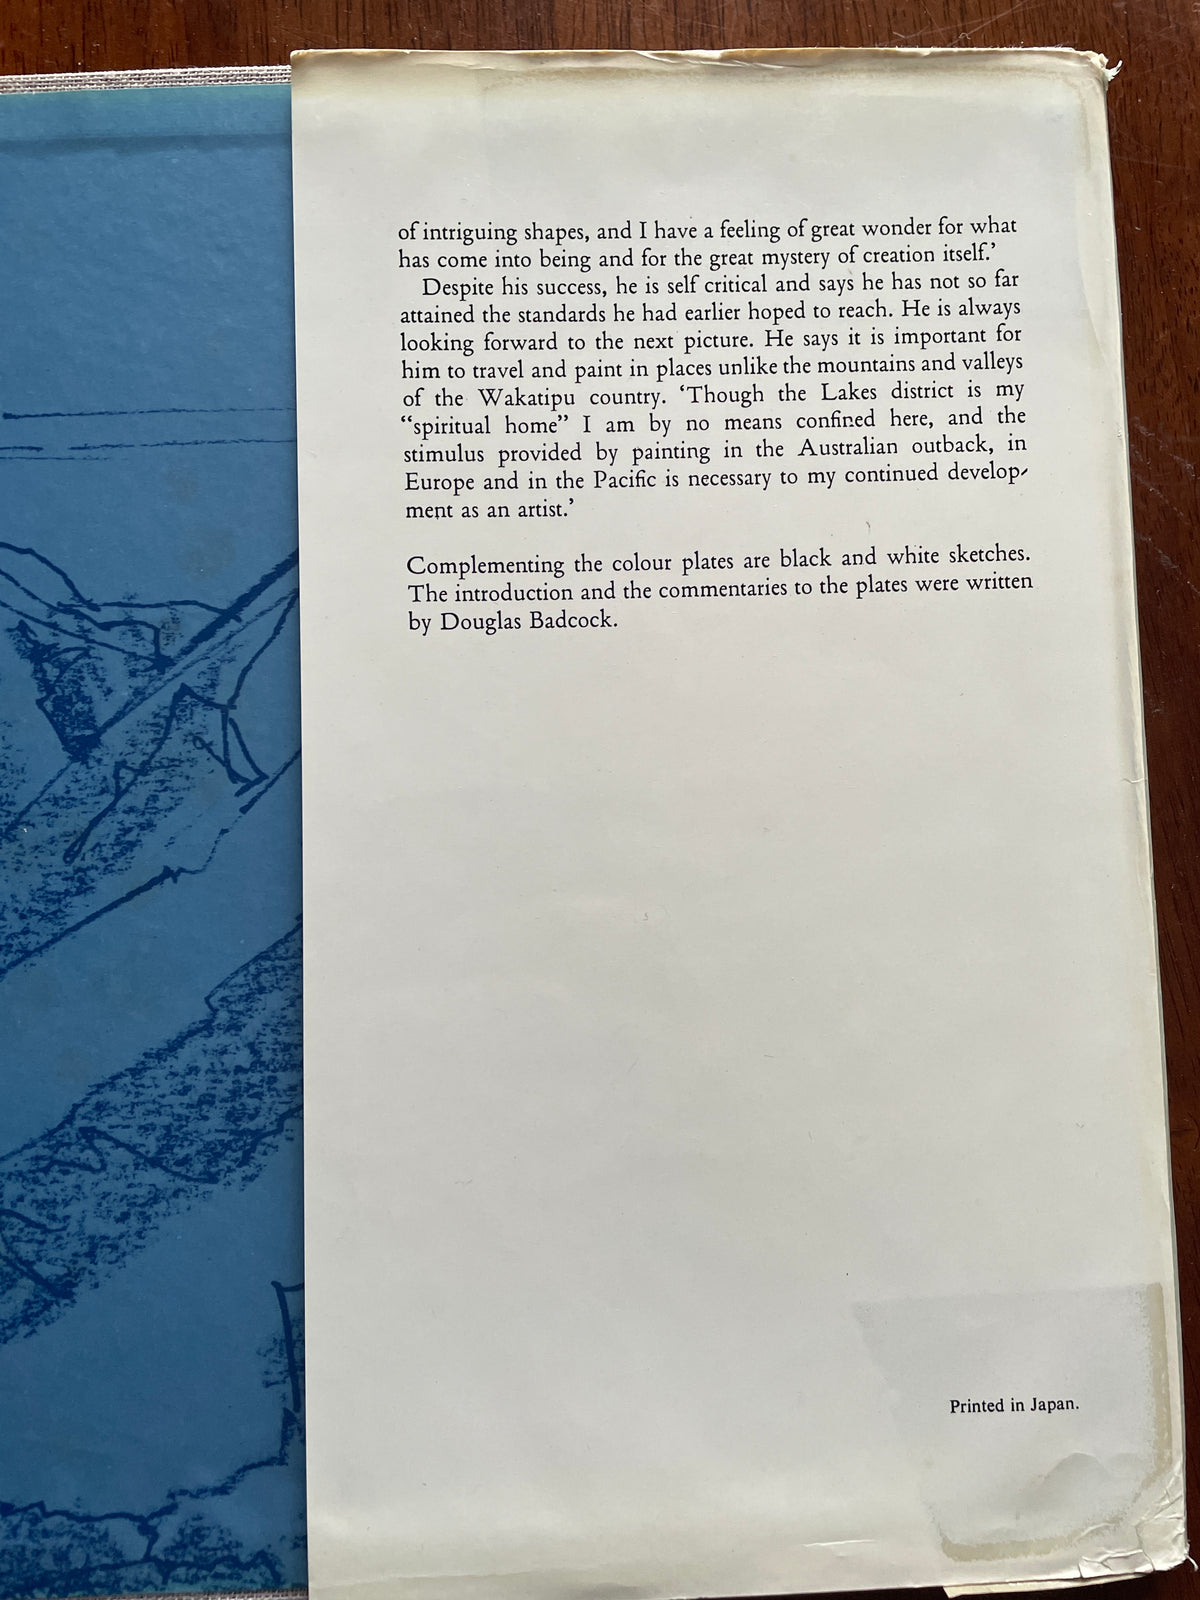 of intriguing shapes, and I have a feeling of great wonder for what
has come into being and for the great mystery of creation itself.’
Despite his success, he is self critical and says he has not so far
attained the standards he had earlier hoped to reach. He is always
looking forward to the next picture. He says it is important for
him to travel and paint in places unlike the mountains and valleys
of the Wakatipu country. ‘Though the Lakes district is my
“spiritual home” I am by no means confined here, and the
stimulus provided by painting in the Australian outback, in
Europe and in the Pacific is necessary to my continued develop-
ment as an artist.’
Complementing the colour plates are black and white sketches.
The introduction and the commentaries to the plates were written
by Douglas Badcock.
Printed in Japan.